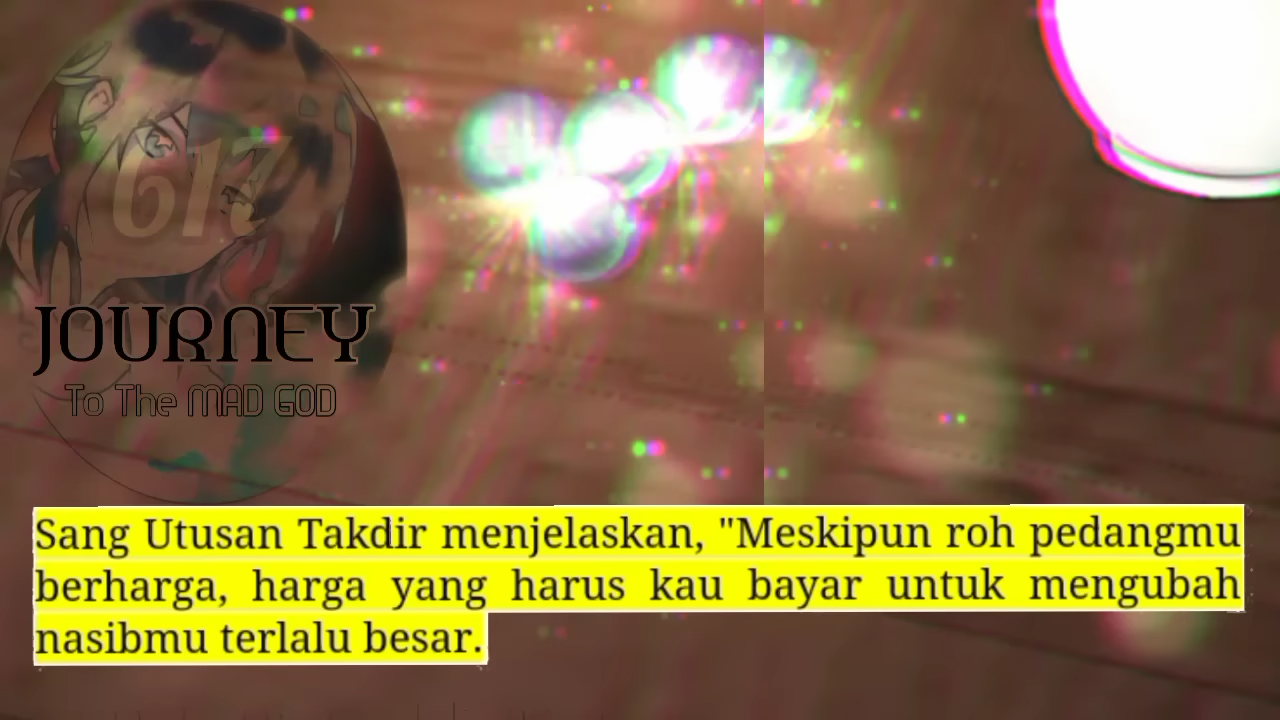 617
JOURNEY
To The MAD GOD
Sang Utusan Takdir menjelaskan, "Meskipun roh pedangmu
berharga, harga yang harus kau bayar untuk mengubah
nasibmu terlalu besar.